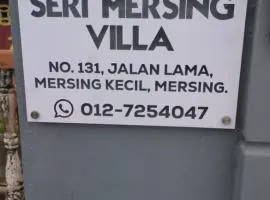 SERI MERSING
VILLA
NO. 131, JALAN LAMA,
MERSING KECIL, MERSING.
012-7254047